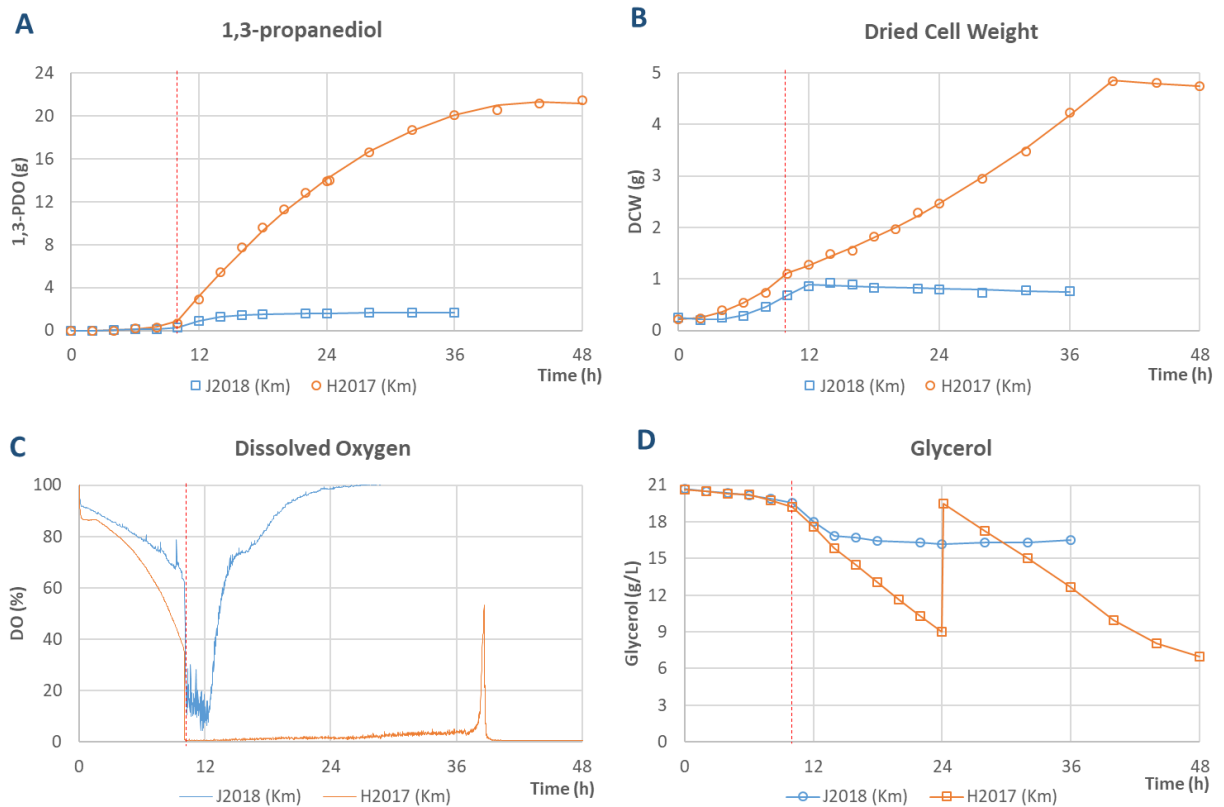 A
1,3-propanediol
1,3-PDO (g)
24
20
16
12
8
4
0
0 12 24 36 48
Time (h)
J2018 (Km) H2017 (Km)
B
Dried Cell Weight
DCW (g)
5
4
3
2
1
0
0 12 24 36 48
Time (h)
J2018 (Km) H2017 (Km)
C
Dissolved Oxygen
DO (%)
100
80
60
40
20
0
0 12 24 36 48
Time (h)
J2018 (Km) H2017 (Km)
D
Glycerol
Glycerol (g/L)
21
18
15
12
9
6
3
0
0 12 24 36 48
Time (h)
J2018 (Km) H2017 (Km)